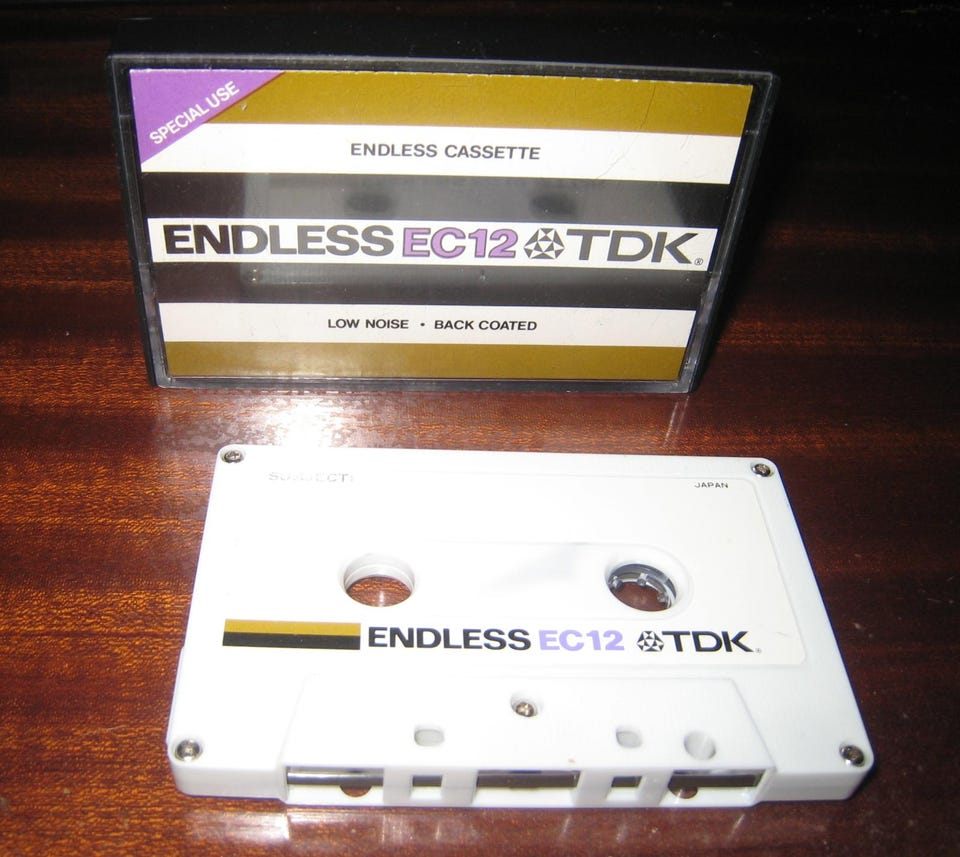 SPECIAL USE
ENDLESS CASSETTE
ENDLESS EC12 TDK®
LOW NOISE • BACK COATED
SUBJECT:
JAPAN
ENDLESS EC12 TDK®